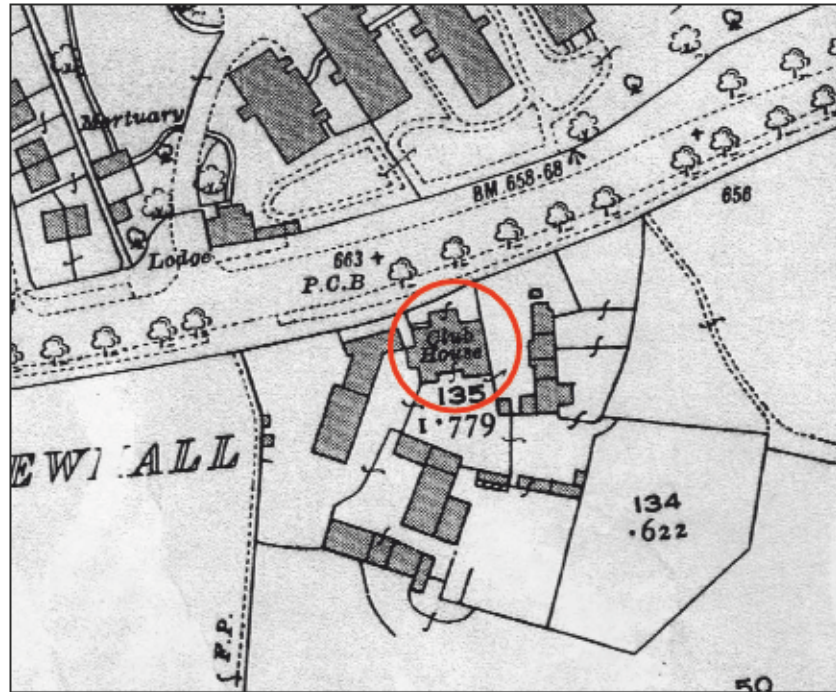 Mortuary
BM 658·68
656
Lodge
663 +
P.C.B
Club
House
135
1·779
EWHALL
134
·622
F.P.
50